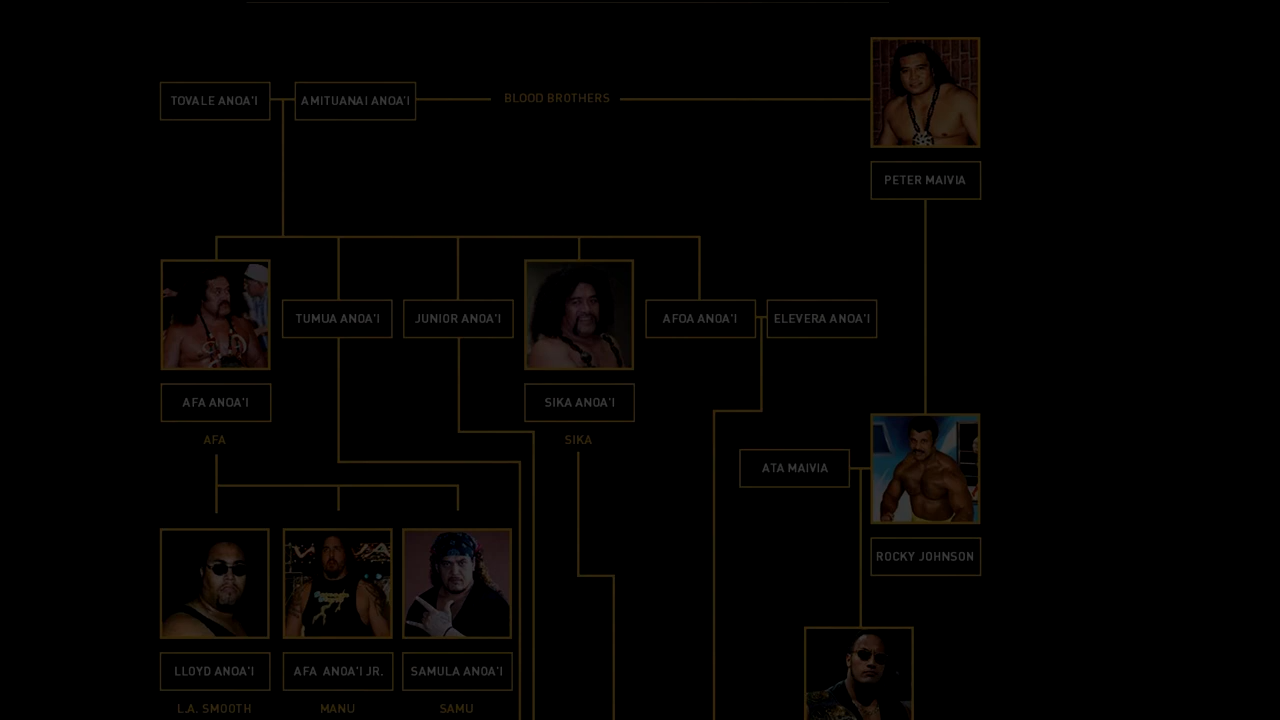 TOVALE ANOA'I
AMITUANAI ANOA'I
BLOOD BROTHERS
PETER MAIVIA
TUMUA ANOA'I
JUNIOR ANOA'I
AFOA ANOA'I
ELEVERA ANOA'I
AFA ANOA'I
SIKA ANOA'I
AFA
SIKA
ATA MAIVIA
ROCKY JOHNSON
LLOYD ANOA'I
AFA ANOA'I JR.
SAMULA ANOA'I
L.A. SMOOTH
MANU
SAMU